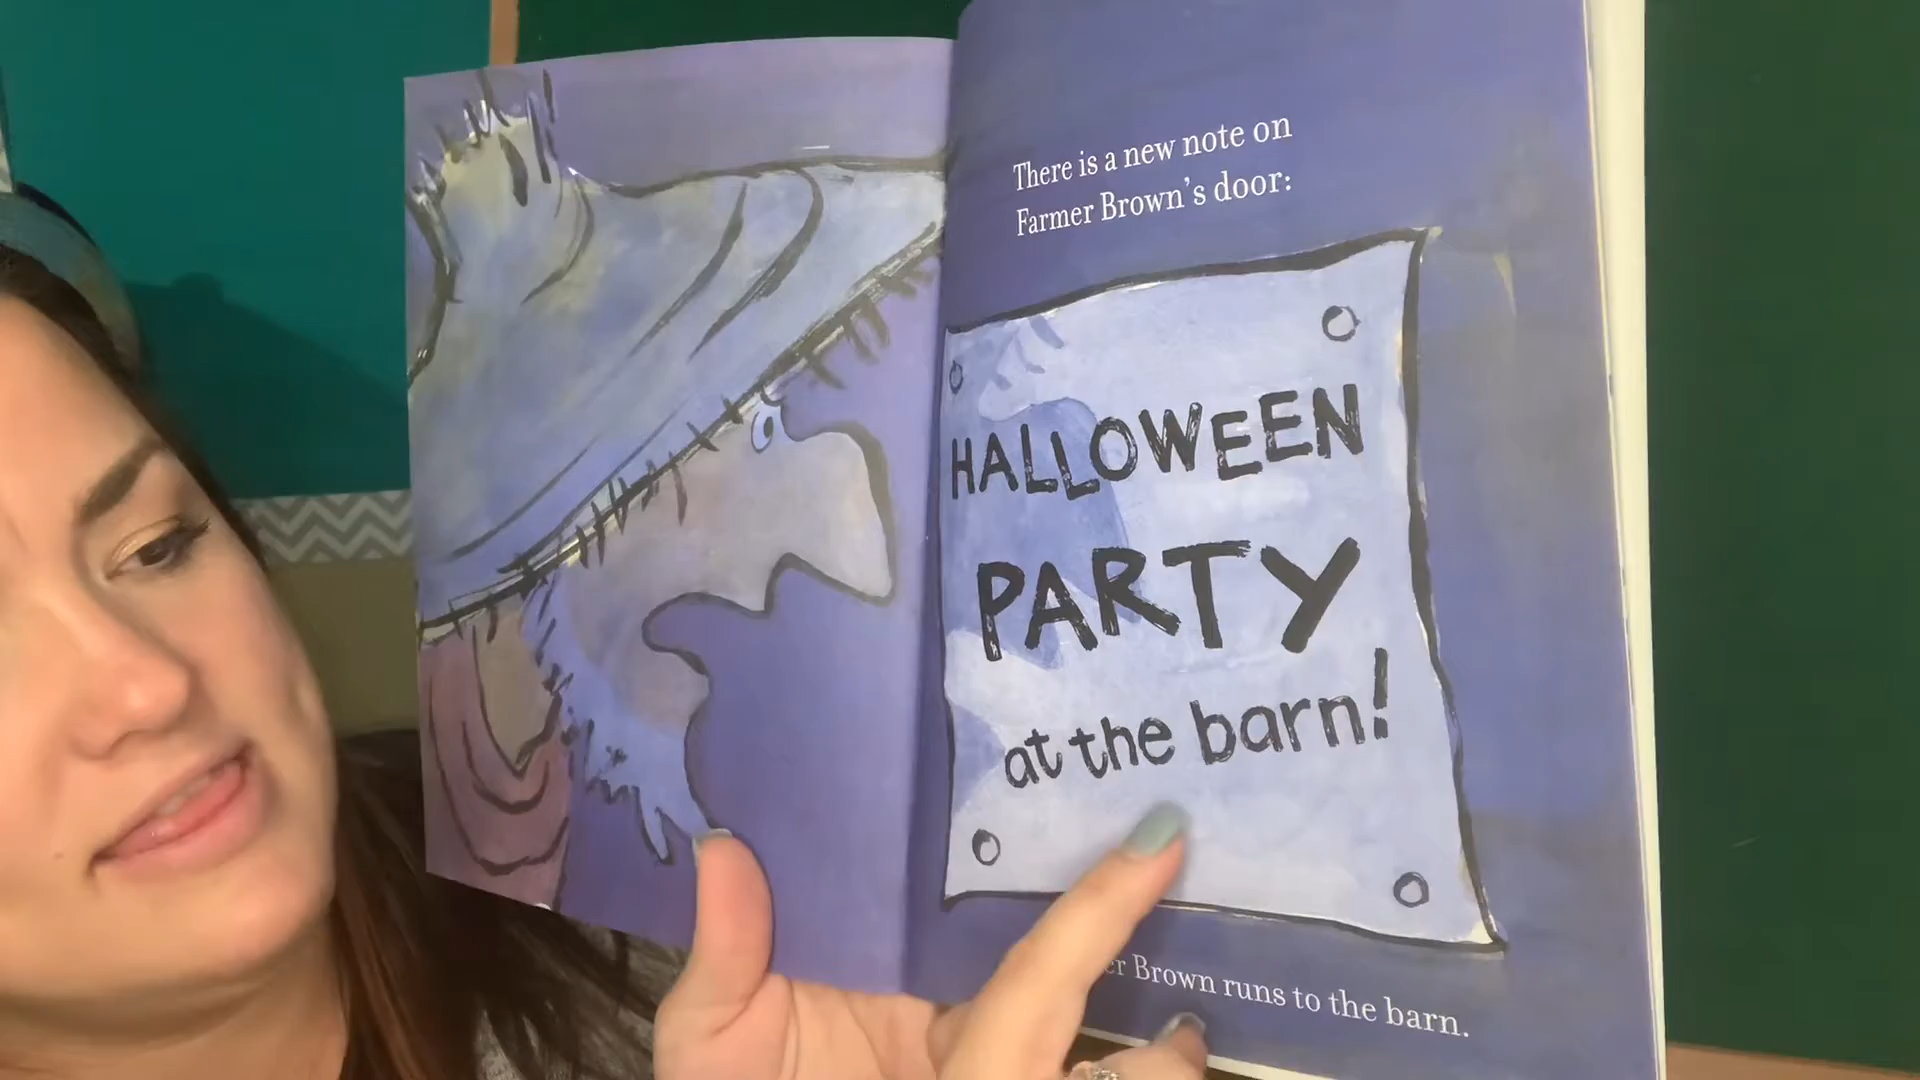 There is a new note on
Farmer Brown's door:
HALLOWEEN
PARTY
at the barn!
Brown runs to the barn.